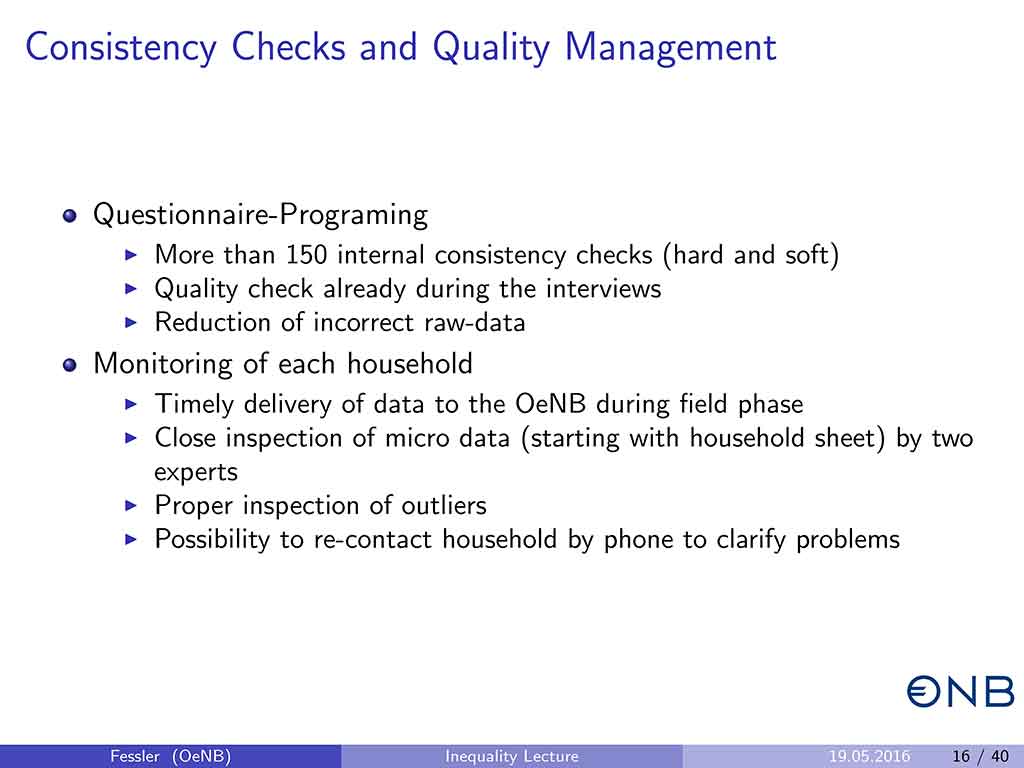 Consistency Checks and Quality Management
Questionnaire-Programing
More than 150 internal consistency checks (hard and soft)
Quality check already during the interviews
Reduction of incorrect raw-data
Monitoring of each household
Timely delivery of data to the OeNB during field phase
Close inspection of micro data (starting with household sheet) by two
experts
Proper inspection of outliers
Possibility to re-contact household by phone to clarify problems
ONB
Fessler (OeNB) Inequality Lecture 19.05.2016 16 / 40